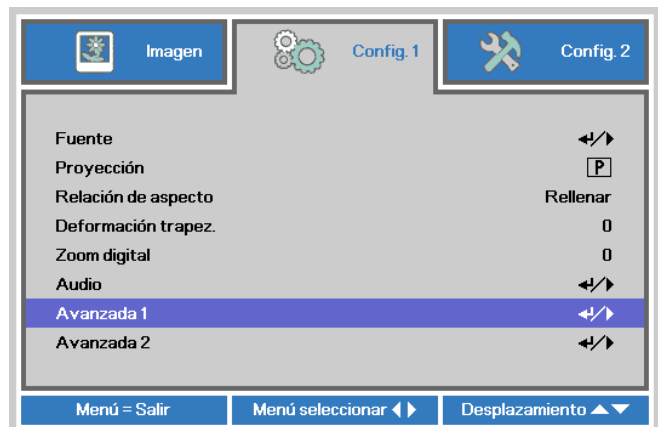 Imagen Config. 1 Config. 2
Fuente ↵/▶
Proyección P
Relación de aspecto Rellenar
Deformación trapez. 0
Zoom digital 0
Audio ↵/▶
Avanzada 1 ↵/▶
Avanzada 2 ↵/▶
Menú = Salir Menú seleccionar ◀▶ Desplazamiento ▲▼